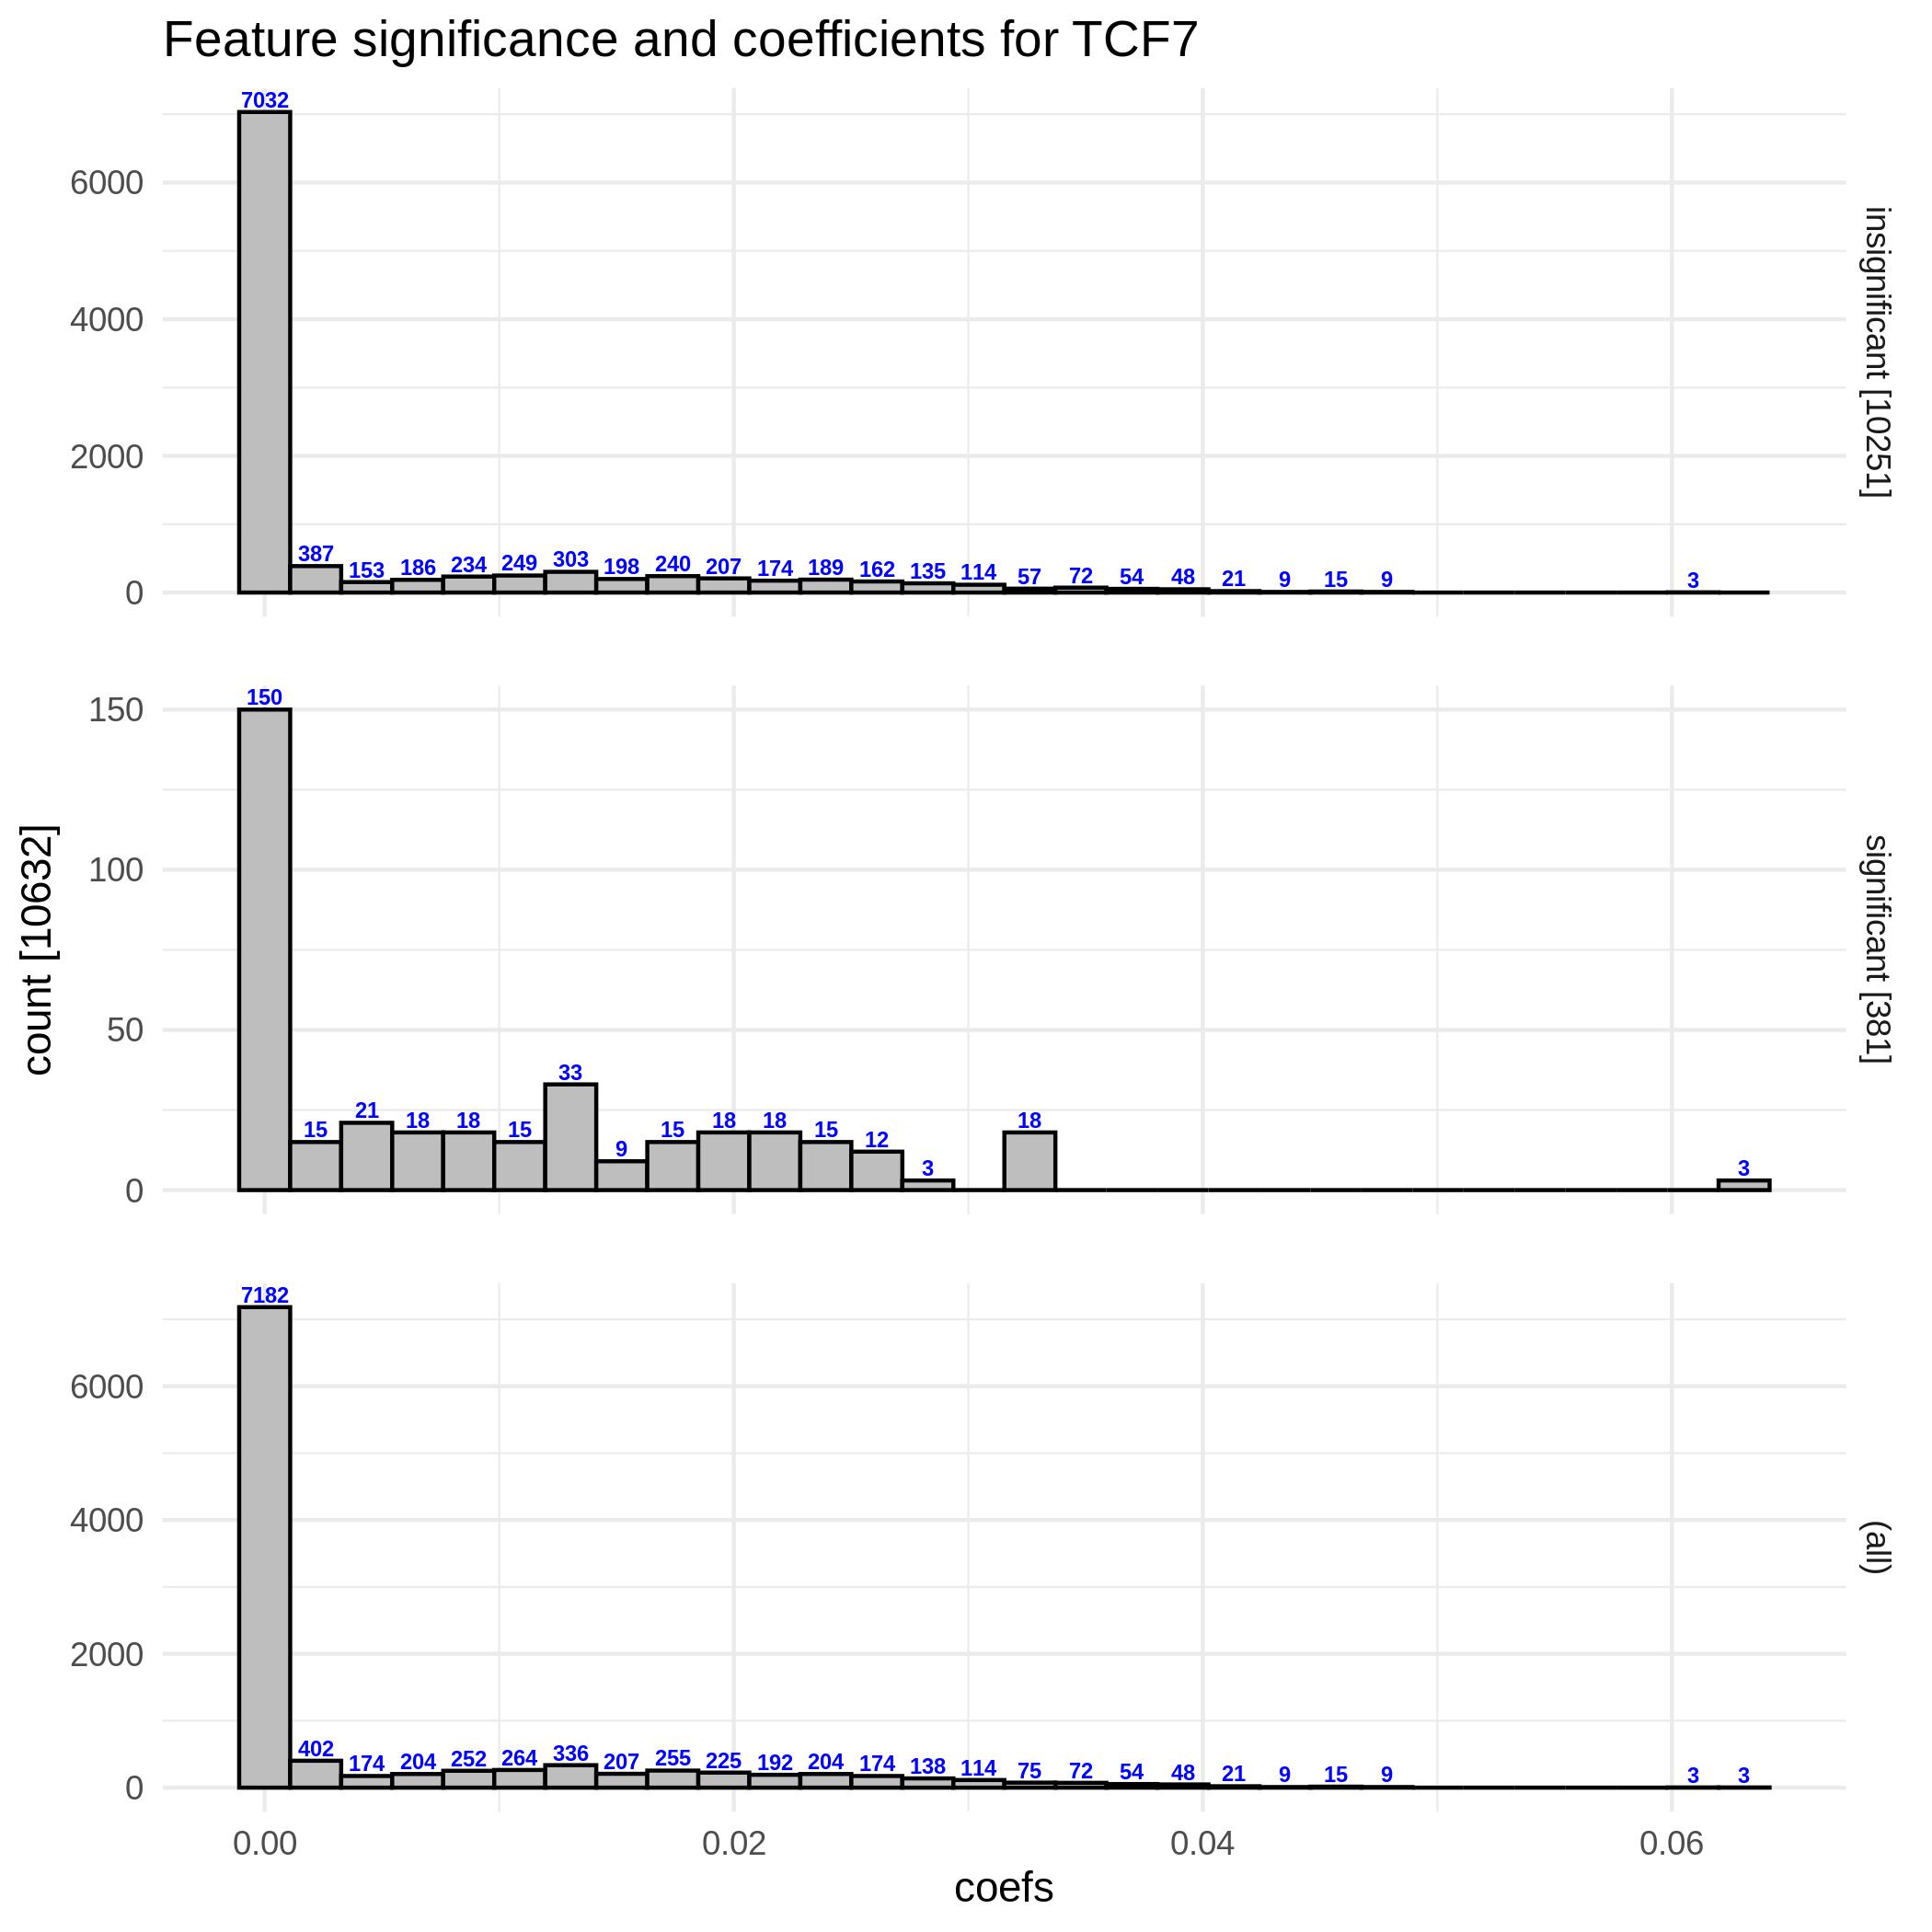 Feature significance and coefficients for TCF7
7032
6000
4000
2000
0
387 153 186 234 249 303 198 240 207 174 189 162 135 114 57 72 54 48 21 9 15 9 3
insignificant [10251]
150
150
100
50
0
15 21 18 18 15 33 9 15 18 18 15 12 3 18 3
significant [381]
count [10632]
7182
6000
4000
2000
0
402 174 204 252 264 336 207 255 225 192 204 174 138 114 75 72 54 48 21 9 15 9 3 3
(all)
0.00 0.02 0.04 0.06
coefs